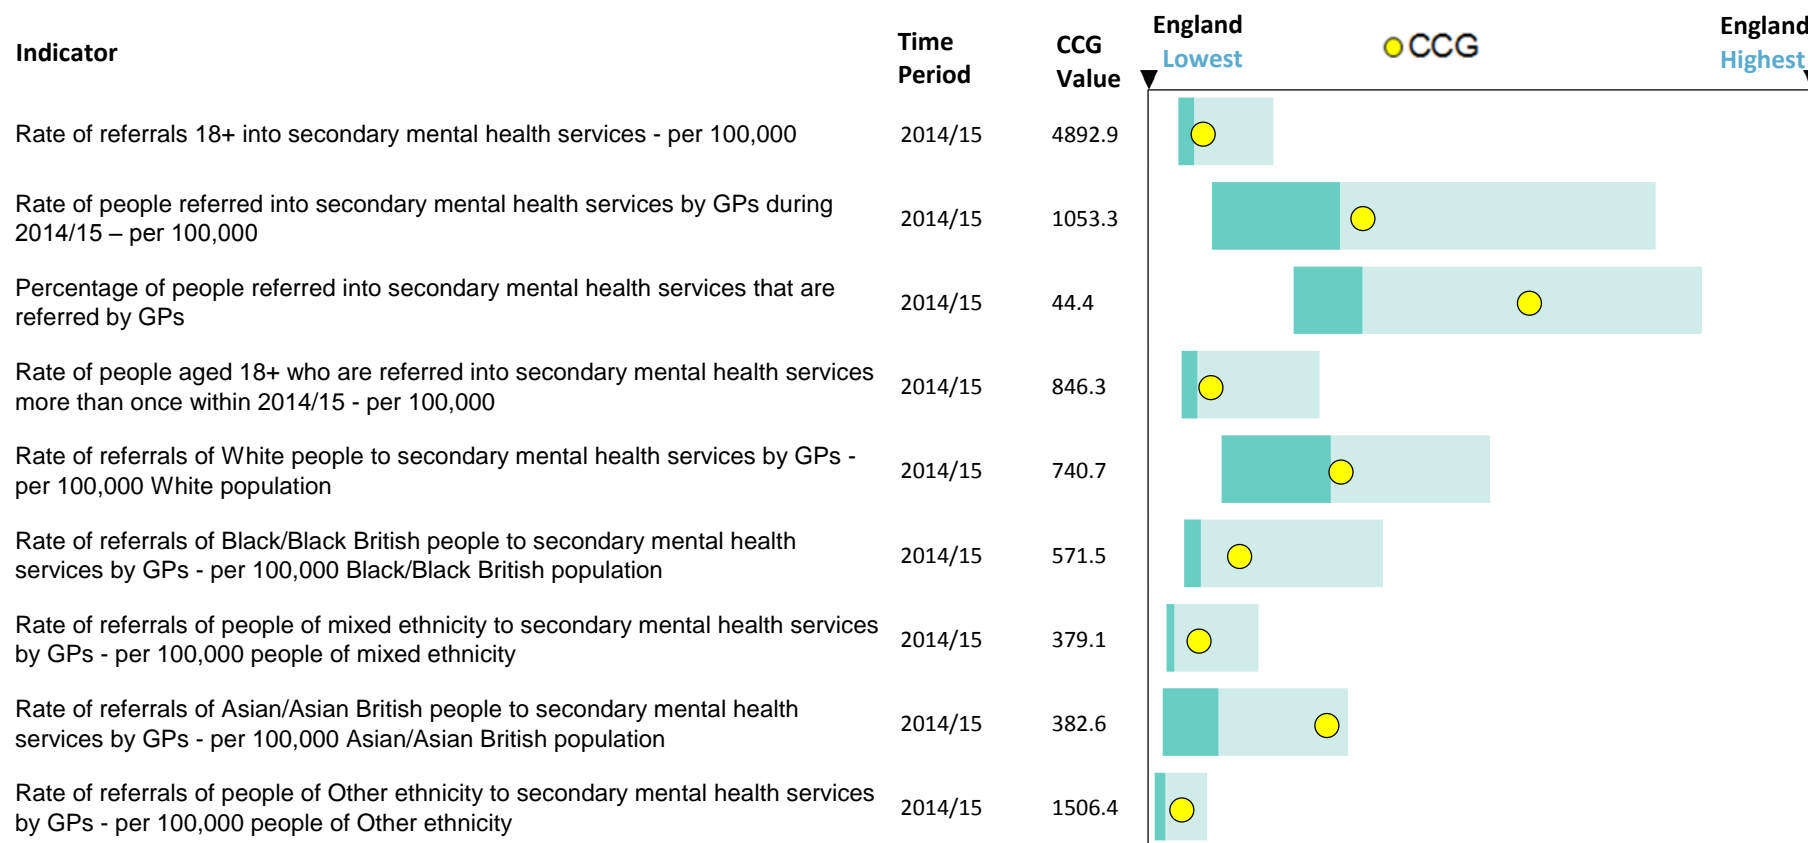 Indicator
Time
Period
CCG
Value
England
Lowest
CCG
England
Highest
Rate of referrals 18+ into secondary mental health services - per 100,000
2014/15
4892.9
Rate of people referred into secondary mental health services by GPs during
2014/15 – per 100,000
2014/15
1053.3
Percentage of people referred into secondary mental health services that are
referred by GPs
2014/15
44.4
Rate of people aged 18+ who are referred into secondary mental health services
more than once within 2014/15 - per 100,000
2014/15
846.3
Rate of referrals of White people to secondary mental health services by GPs -
per 100,000 White population
2014/15
740.7
Rate of referrals of Black/Black British people to secondary mental health
services by GPs - per 100,000 Black/Black British population
2014/15
571.5
Rate of referrals of people of mixed ethnicity to secondary mental health services
by GPs - per 100,000 people of mixed ethnicity
2014/15
379.1
Rate of referrals of Asian/Asian British people to secondary mental health
services by GPs - per 100,000 Asian/Asian British population
2014/15
382.6
Rate of referrals of people of Other ethnicity to secondary mental health services
by GPs - per 100,000 people of Other ethnicity
2014/15
1506.4